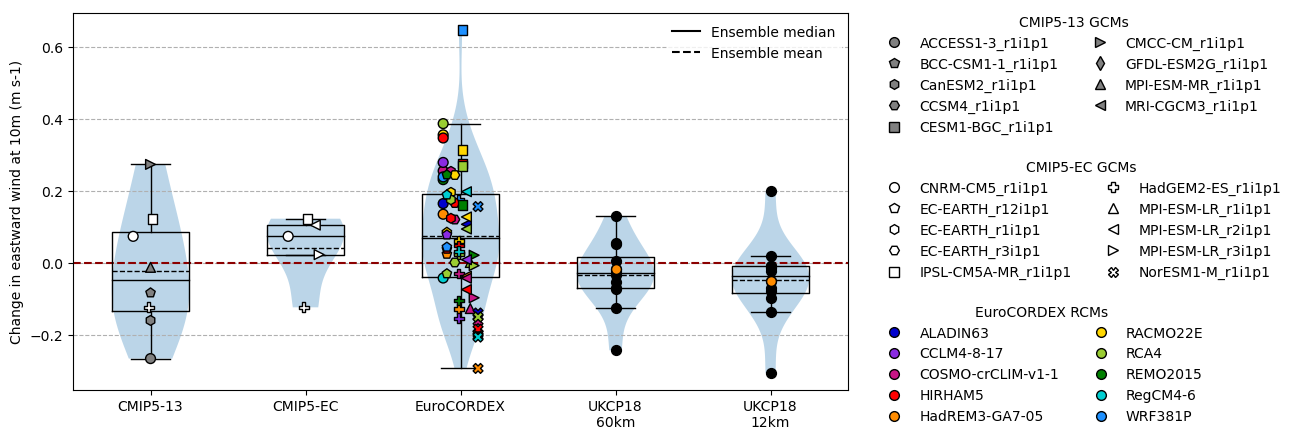 Change in eastward wind at 10m (m s-1)
0.6
0.4
0.2
0.0
−0.2
Ensemble median
Ensemble mean
CMIP5-13
CMIP5-EC
EuroCORDEX
UKCP18
60km
UKCP18
12km
CMIP5-13 GCMs
ACCESS1-3_r1i1p1
BCC-CSM1-1_r1i1p1
CanESM2_r1i1p1
CCSM4_r1i1p1
CESM1-BGC_r1i1p1
CMCC-CM_r1i1p1
GFDL-ESM2G_r1i1p1
MPI-ESM-MR_r1i1p1
MRI-CGCM3_r1i1p1
CMIP5-EC GCMs
CNRM-CM5_r1i1p1
EC-EARTH_r12i1p1
EC-EARTH_r1i1p1
EC-EARTH_r3i1p1
IPSL-CM5A-MR_r1i1p1
HadGEM2-ES_r1i1p1
MPI-ESM-LR_r1i1p1
MPI-ESM-LR_r2i1p1
MPI-ESM-LR_r3i1p1
NorESM1-M_r1i1p1
EuroCORDEX RCMs
ALADIN63
CCLM4-8-17
COSMO-crCLIM-v1-1
HIRHAM5
HadREM3-GA7-05
RACMO22E
RCA4
REMO2015
RegCM4-6
WRF381P